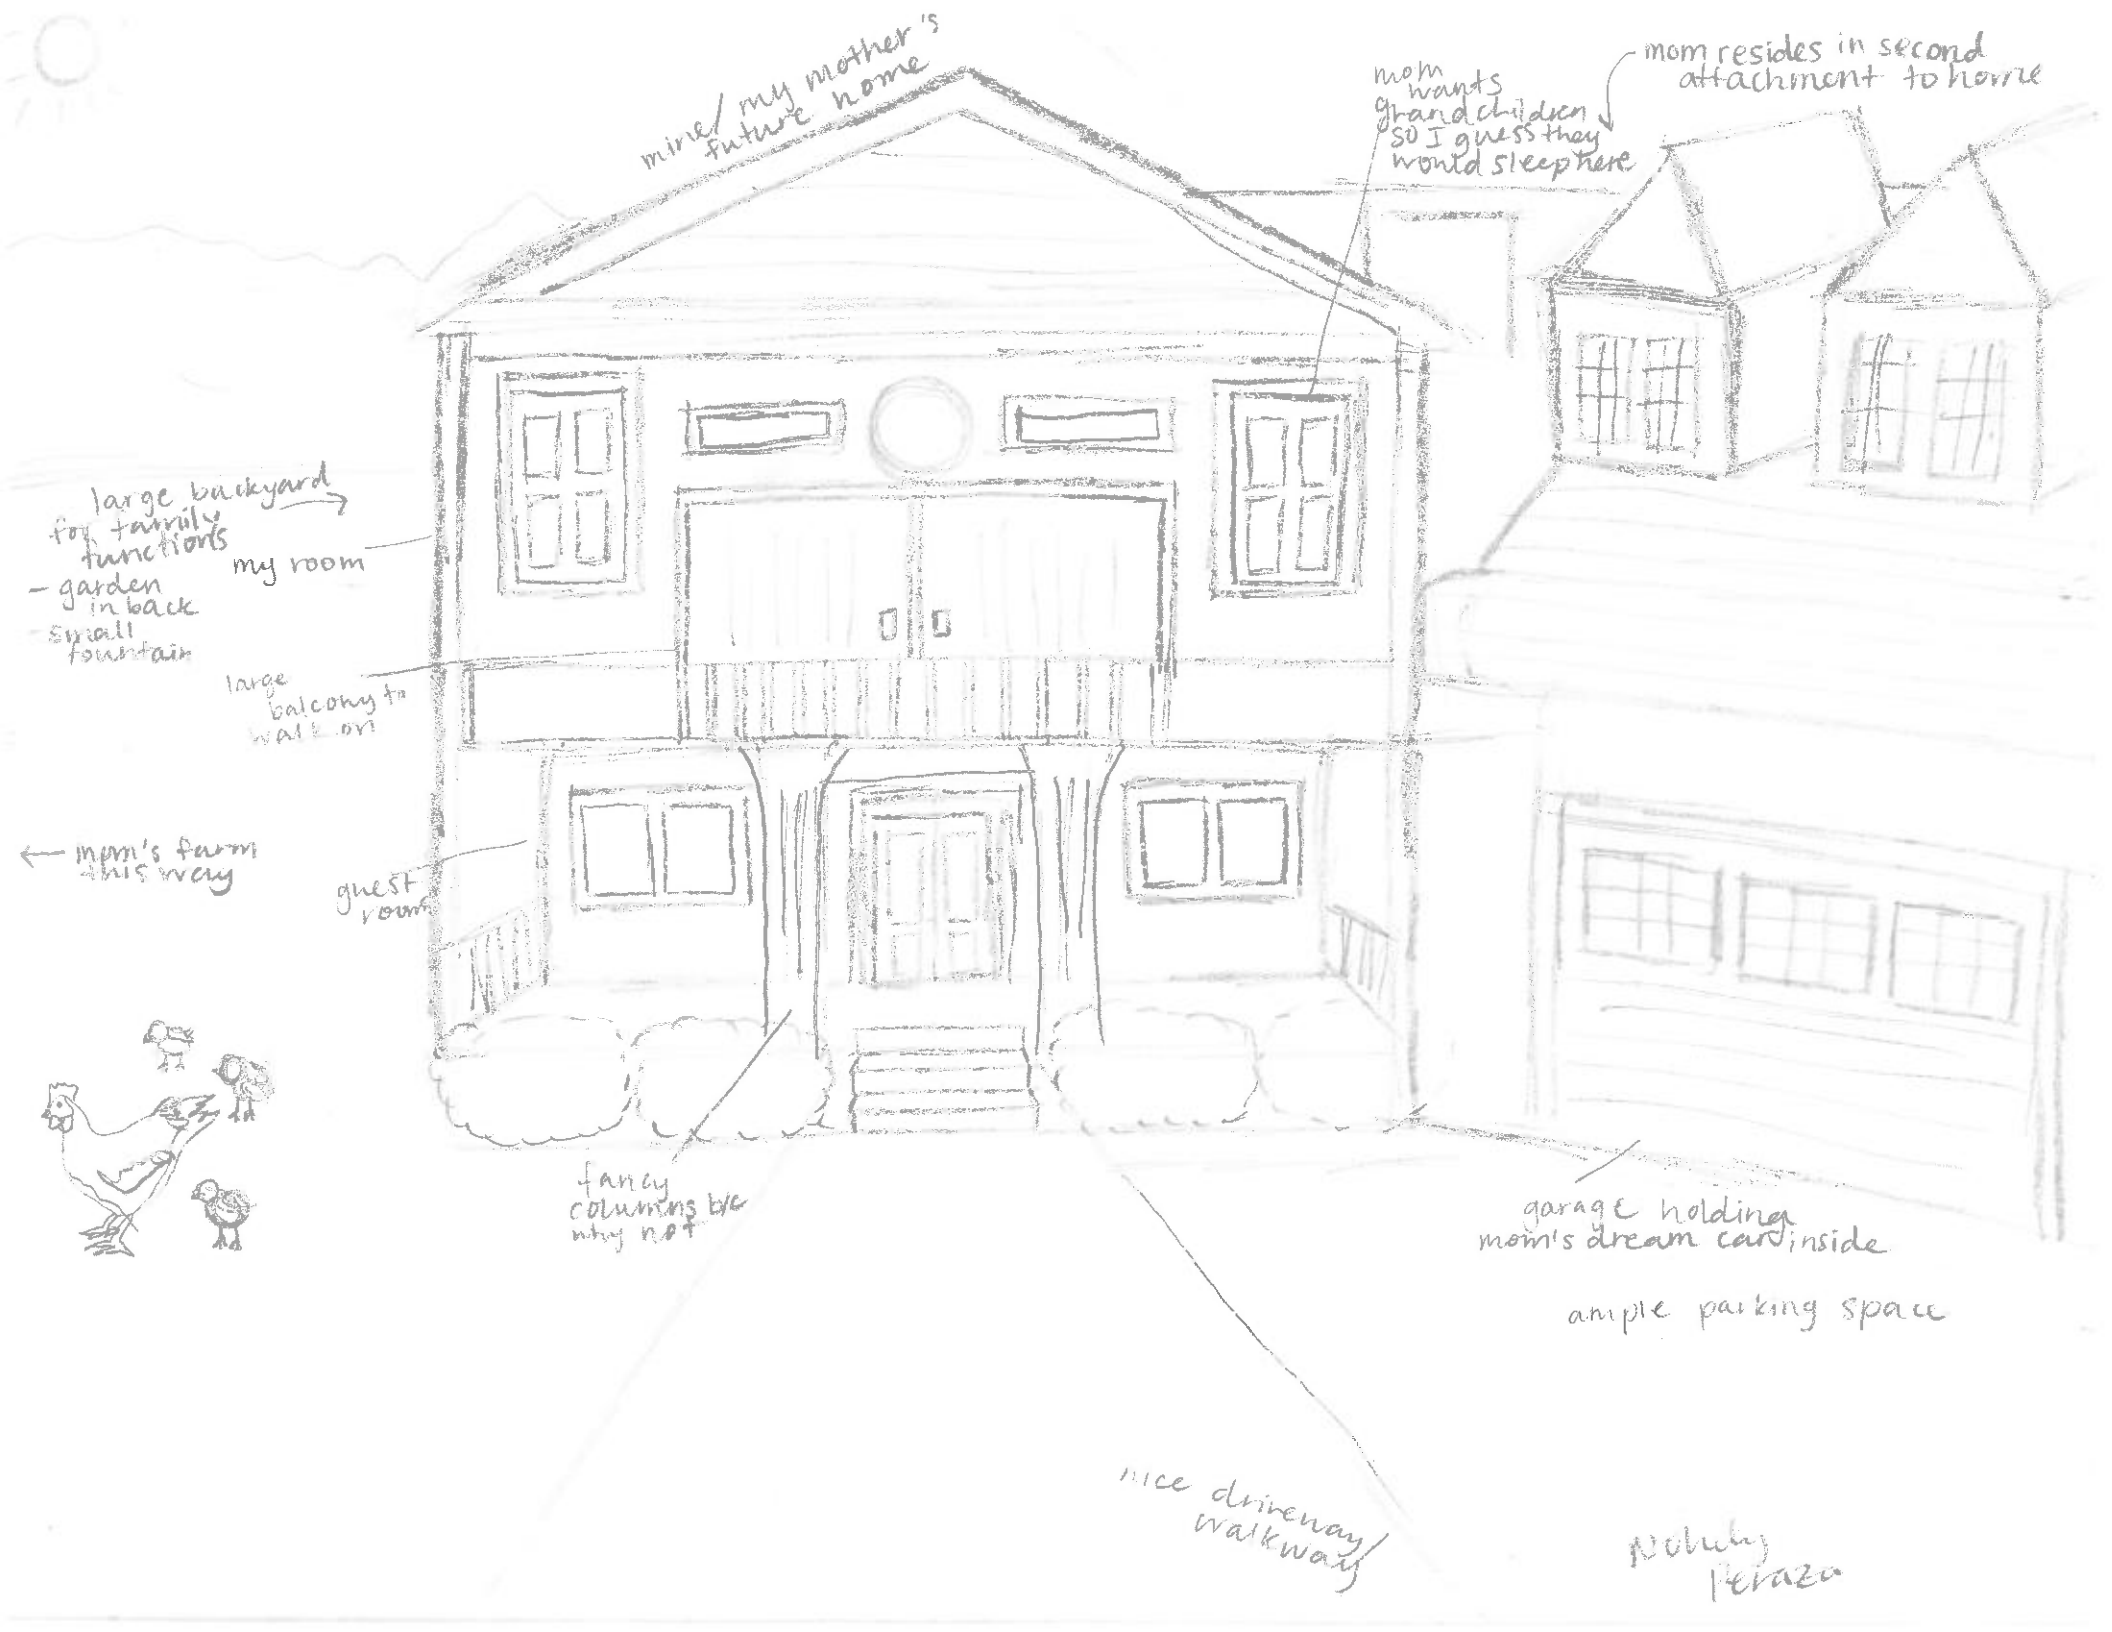 mine/ my mother's
future home
mom
wants
grandchildren
so I guess they
would sleep here
mom resides in second
attachment to home
large backyard
for family
functions
- garden
in back
- small
fountain
my room
large
balcony to
walk on
← mom's farm
this way
guest
room
fancy
columns b/c
why not
garage holding
mom's dream car inside
ample parking space
nice driveway/
walkway
Peraza